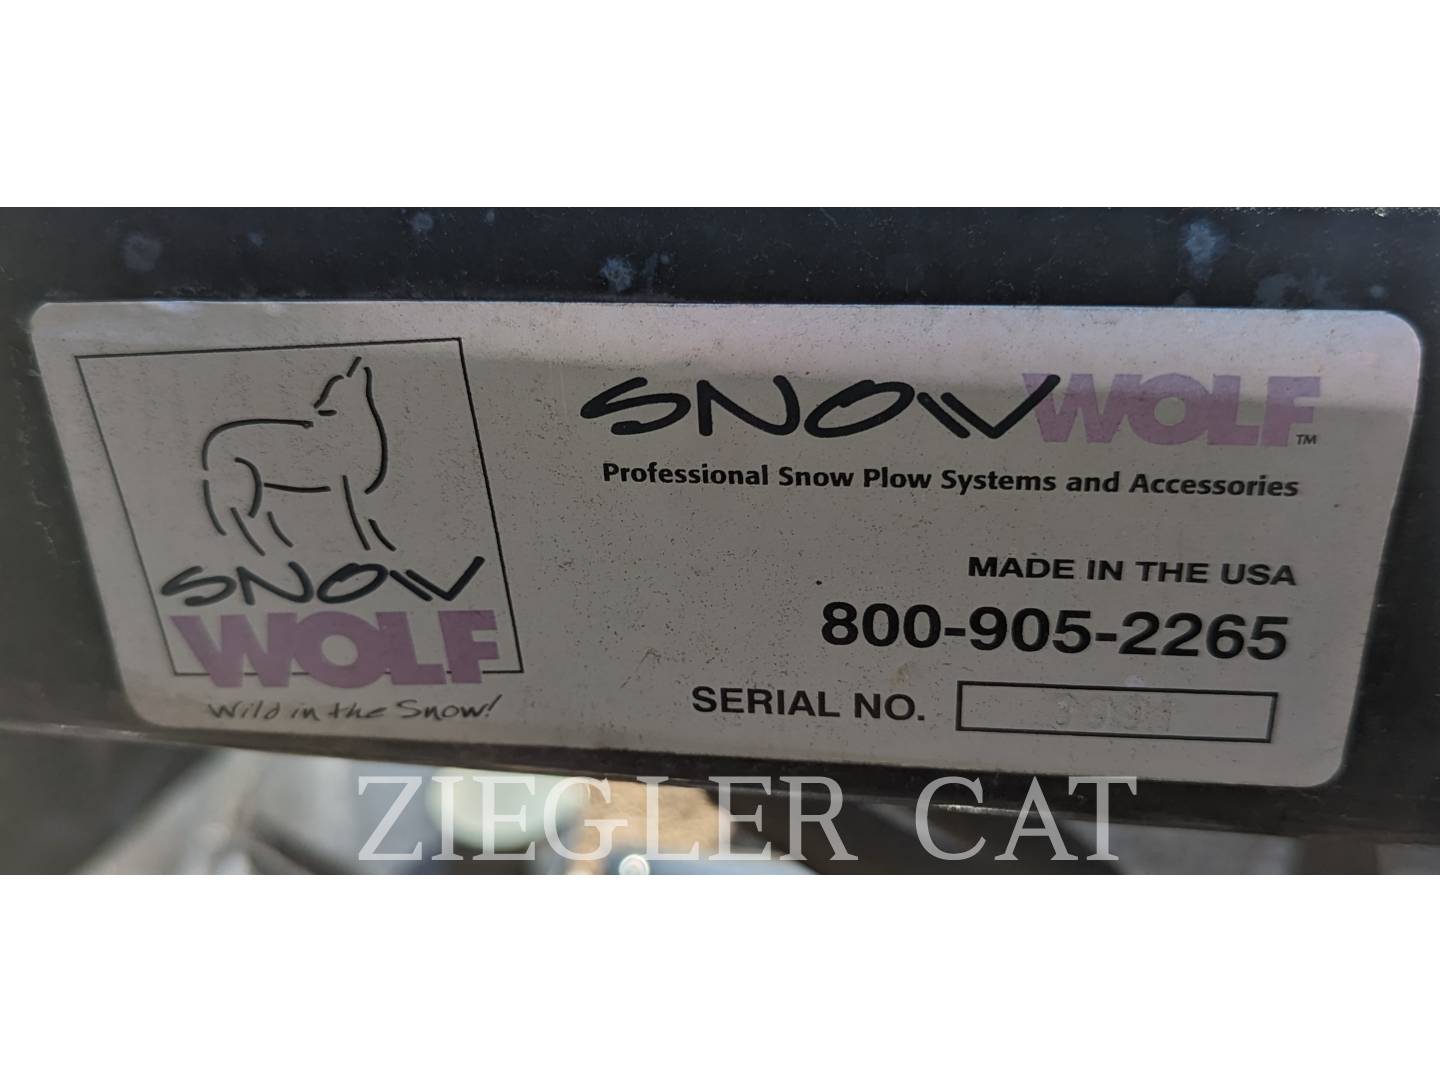 SNOW
WOLF
Wild in the Snow!
SNOWWOLF™
Professional Snow Plow Systems and Accessories
MADE IN THE USA
800-905-2265
SERIAL NO.
ZIEGLER CAT